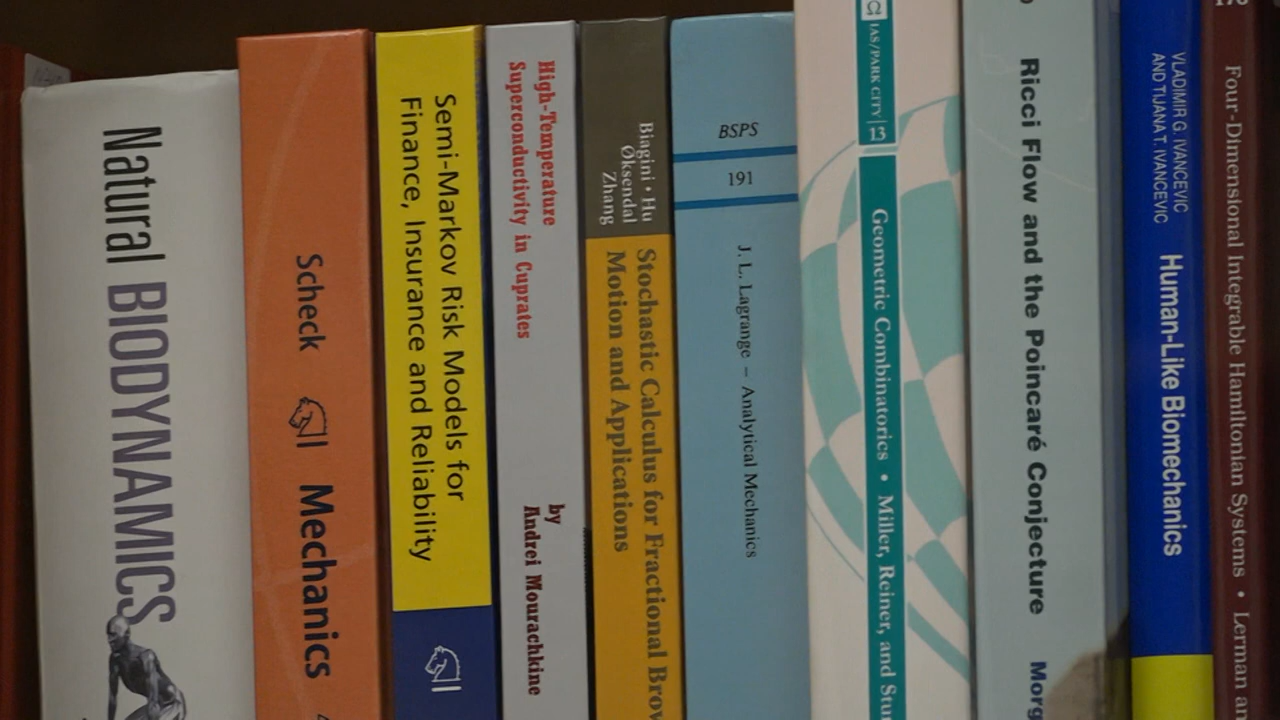 Natural BIODYNAMICS
Scheck
Mechanics
Semi-Markov Risk Models for
Finance, Insurance and Reliability
High-Temperature
Superconductivity in Cuprates
by
Andrei Mourachkine
Biagini • Hu
Øksendal
Zhang
Stochastic Calculus for Fractional Brow
Motion and Applications
BSPS
191
J. L. Lagrange – Analytical Mechanics
IAS/PARK CITY 13
Geometric Combinatorics • Miller, Reiner, and Stu
Ricci Flow and the Poincaré Conjecture
Morg
VLADIMIR G. IVANCEVIC
AND TIJANA T. IVANCEVIC
Human-Like Biomechanics
Four-Dimensional Integrable Hamiltonian Systems • Lerman an